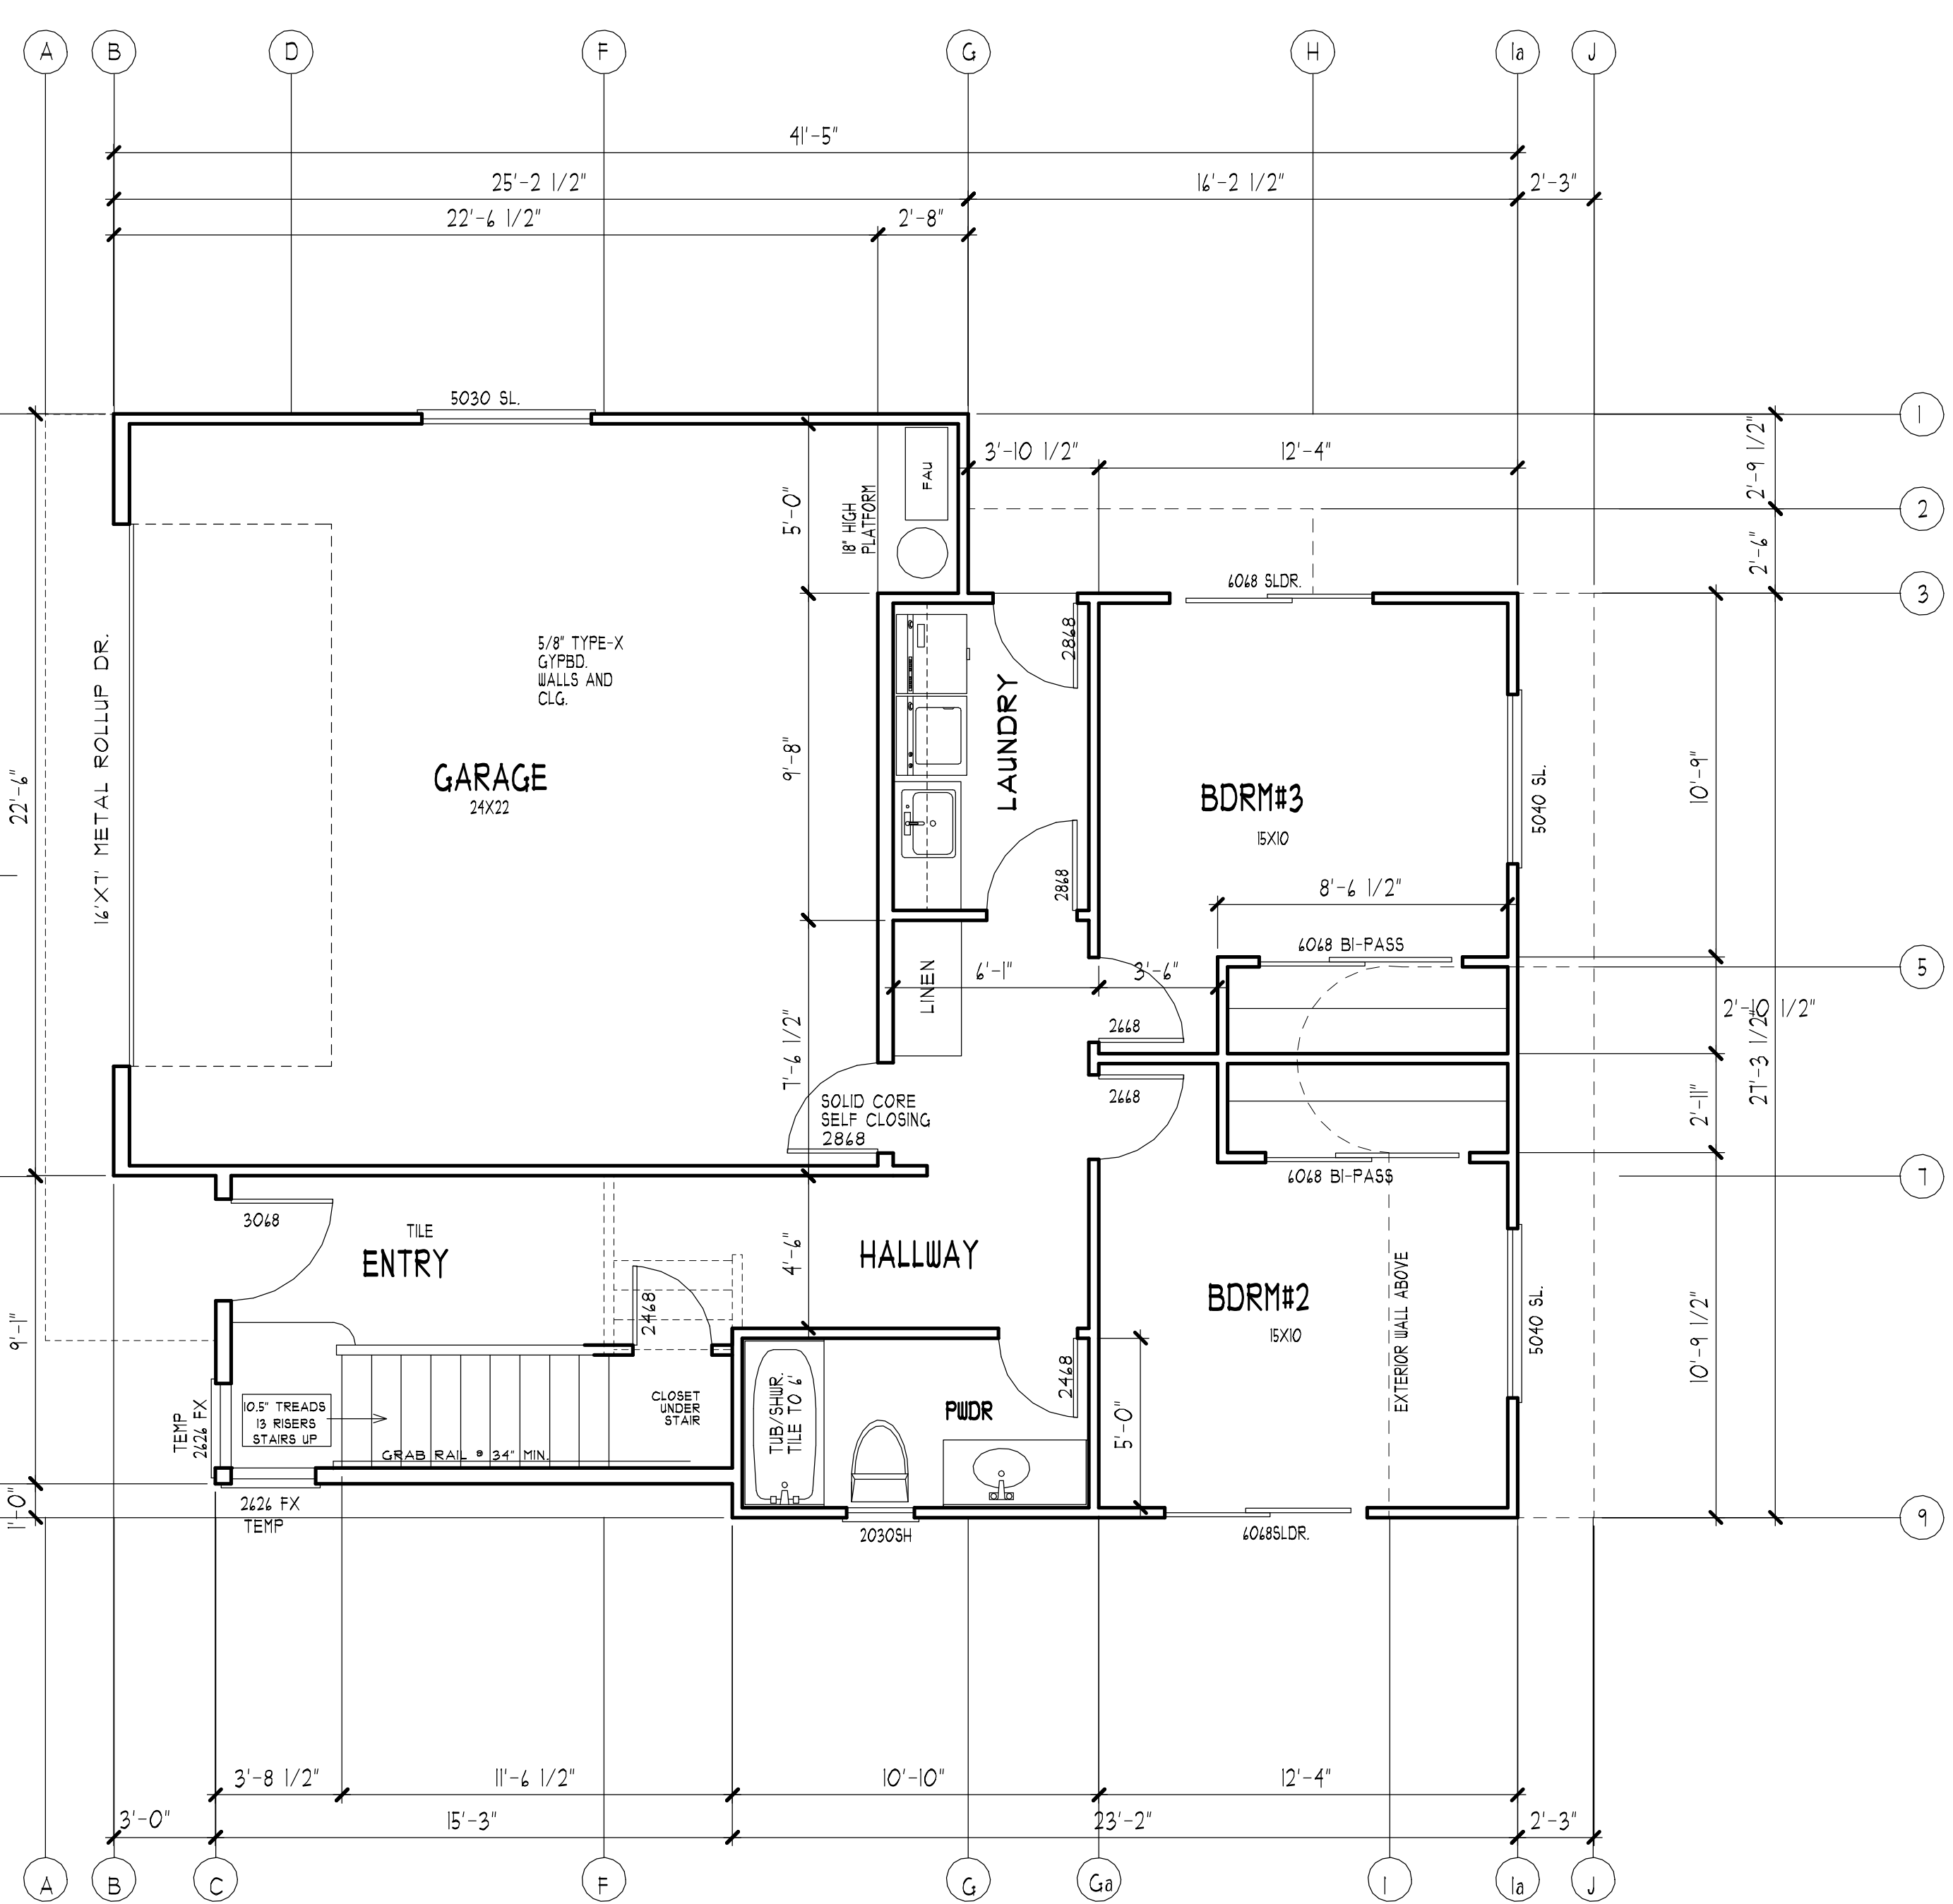 A B D F G H Ia J
41'-5"
25'-2 1/2" 16'-2 1/2" 2'-3"
22'-6 1/2" 2'-8"
5030 SL.
1
3'-10 1/2" 12'-4"
2'-9 1/2"
FAU
18" HIGH
PLATFORM
5'-0"
2
2'-6"
6068 SLDR.
3
5/8" TYPE-X
GYPBD.
WALLS AND
CLG.
2868
16'X7' METAL ROLLUP DR.
22'-6"
GARAGE
24X22
9'-8"
LAUNDRY
BDRM#3
15X10
5040 SL.
10'-9"
2868
8'-6 1/2"
6068 BI-PASS
5
LINEN
6'-1"
3'-6"
2'-10 1/2"
27'-3 1/2"
7'-6 1/2"
2668
2668
2'-11"
SOLID CORE
SELF CLOSING
2868
6068 BI-PASS
7
3068
TILE
ENTRY
4'-6"
HALLWAY
EXTERIOR WALL ABOVE
BDRM#2
15X10
5040 SL.
10'-9 1/2"
9'-1"
2468
2468
TEMP
2626 FX
10.5" TREADS
13 RISERS
STAIRS UP
CLOSET
UNDER
STAIR
TUB/SHWR.
TILE TO 6'
PWDR
5'-0"
GRAB RAIL @ 34" MIN.
1'-0"
2626 FX
TEMP
2030SH
6068SLDR.
9
3'-8 1/2" 11'-6 1/2" 10'-10" 12'-4"
3'-0" 15'-3" 23'-2" 2'-3"
A B C F G Ga I Ia J